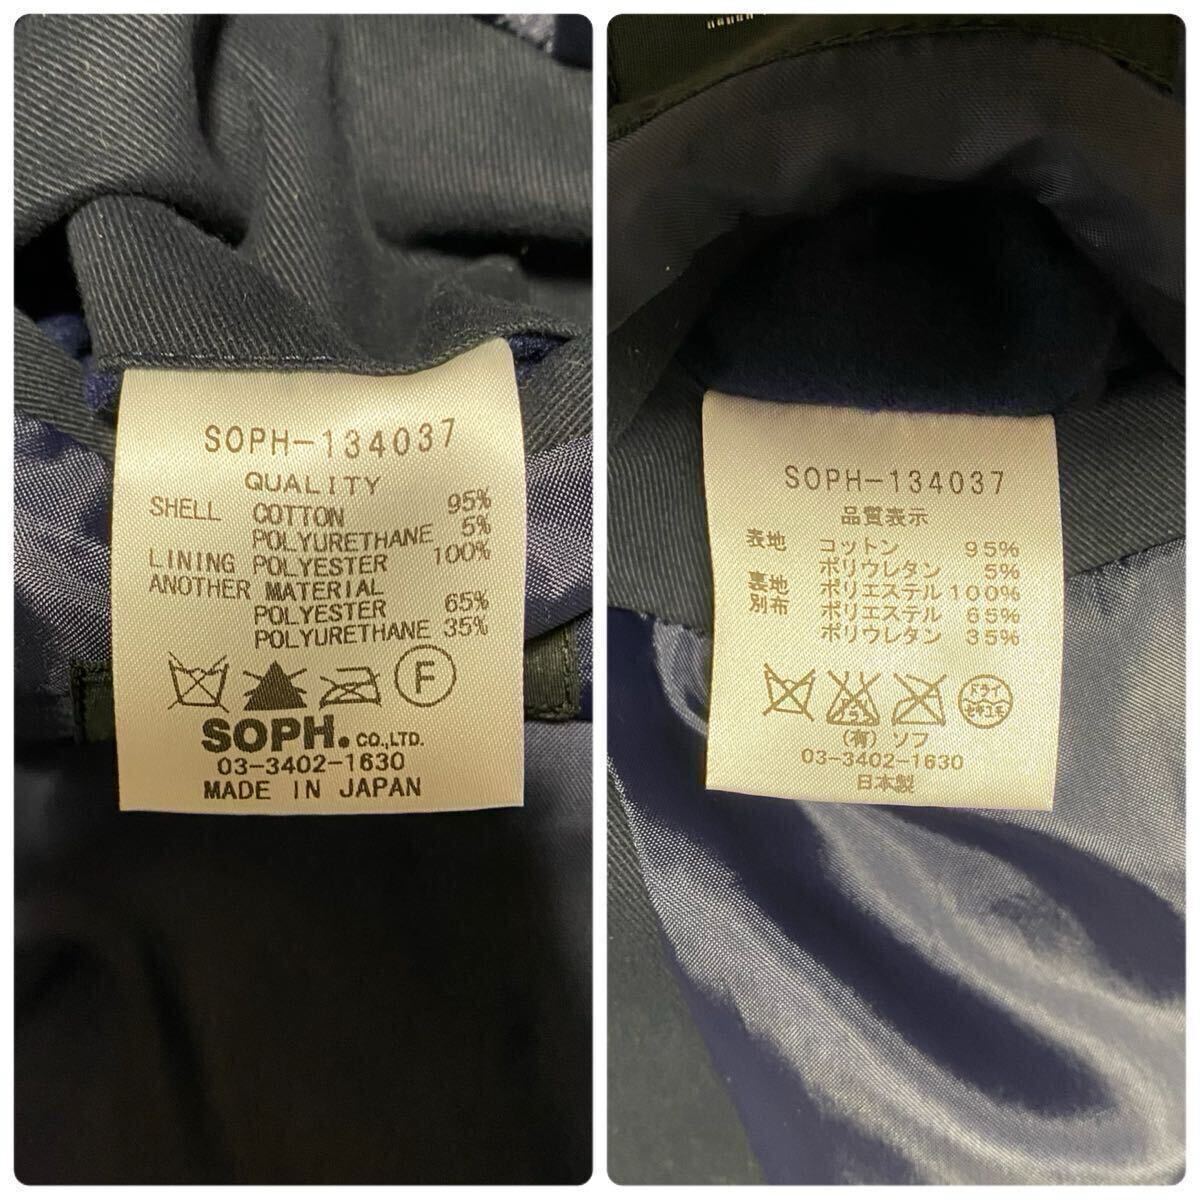 SOPH-134037
QUALITY
SHELL COTTON 95%
POLYURETHANE 5%
LINING POLYESTER 100%
ANOTHER MATERIAL
POLYESTER 65%
POLYURETHANE 35%
F
SOPH. CO.,LTD.
03-3402-1630
MADE IN JAPAN
SOPH-134037
品質表示
表地 コットン 95%
ポリウレタン 5%
裏地 ポリエステル 100%
別布 ポリエステル 65%
ポリウレタン 35%
ドライ
セキユ系
(有) ソフ
03-3402-1630
日本製